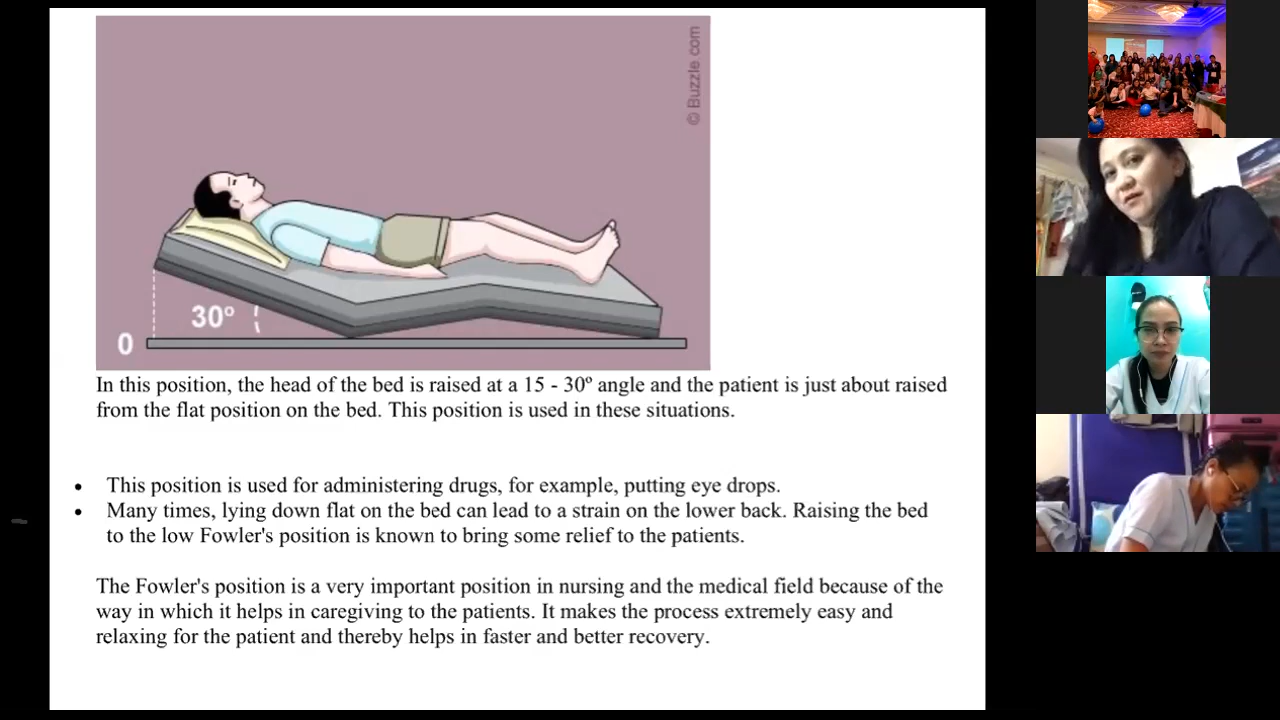 © Buzzle com
30º
0
In this position, the head of the bed is raised at a 15 - 30º angle and the patient is just about raised
from the flat position on the bed. This position is used in these situations.
• This position is used for administering drugs, for example, putting eye drops.
• Many times, lying down flat on the bed can lead to a strain on the lower back. Raising the bed
to the low Fowler's position is known to bring some relief to the patients.
The Fowler's position is a very important position in nursing and the medical field because of the
way in which it helps in caregiving to the patients. It makes the process extremely easy and
relaxing for the patient and thereby helps in faster and better recovery.